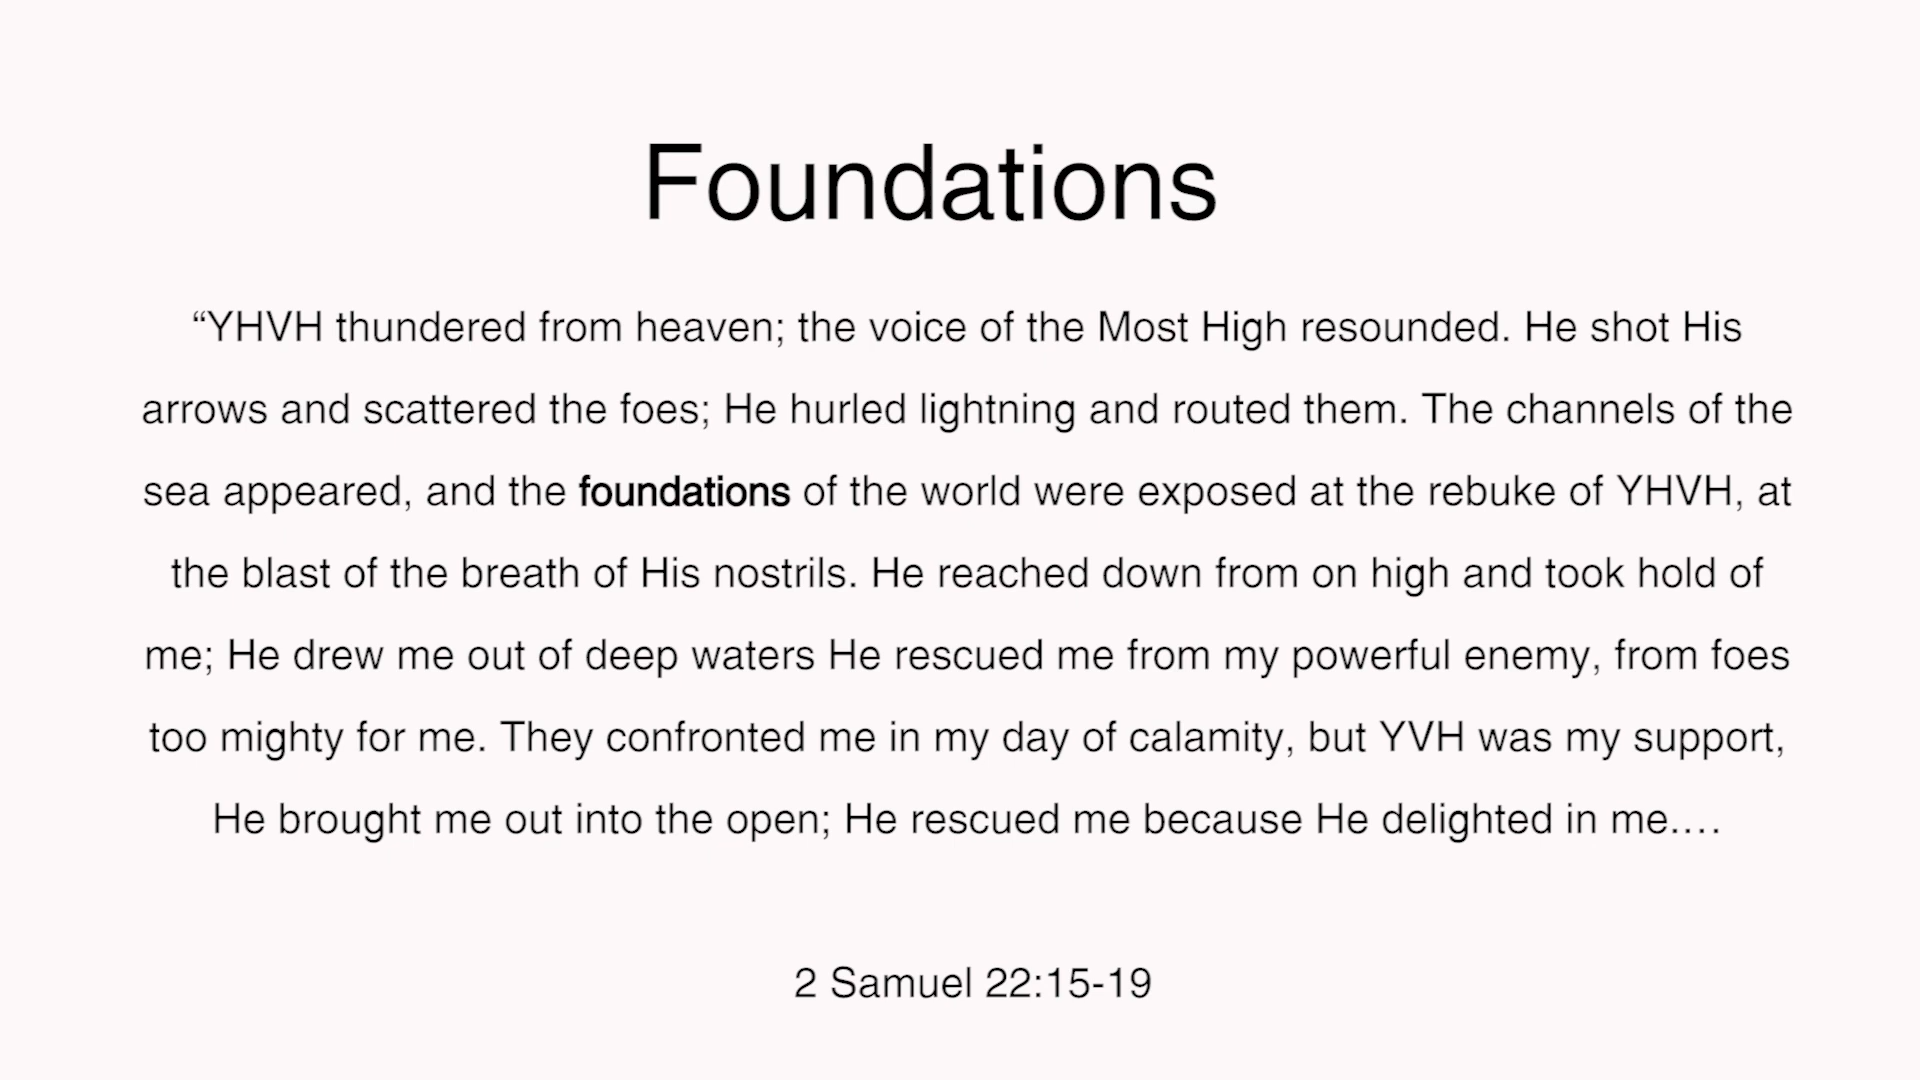 Foundations
“YHVH thundered from heaven; the voice of the Most High resounded. He shot His
arrows and scattered the foes; He hurled lightning and routed them. The channels of the
sea appeared, and the foundations of the world were exposed at the rebuke of YHVH, at
the blast of the breath of His nostrils. He reached down from on high and took hold of
me; He drew me out of deep waters He rescued me from my powerful enemy, from foes
too mighty for me. They confronted me in my day of calamity, but YVH was my support,
He brought me out into the open; He rescued me because He delighted in me....
2 Samuel 22:15-19